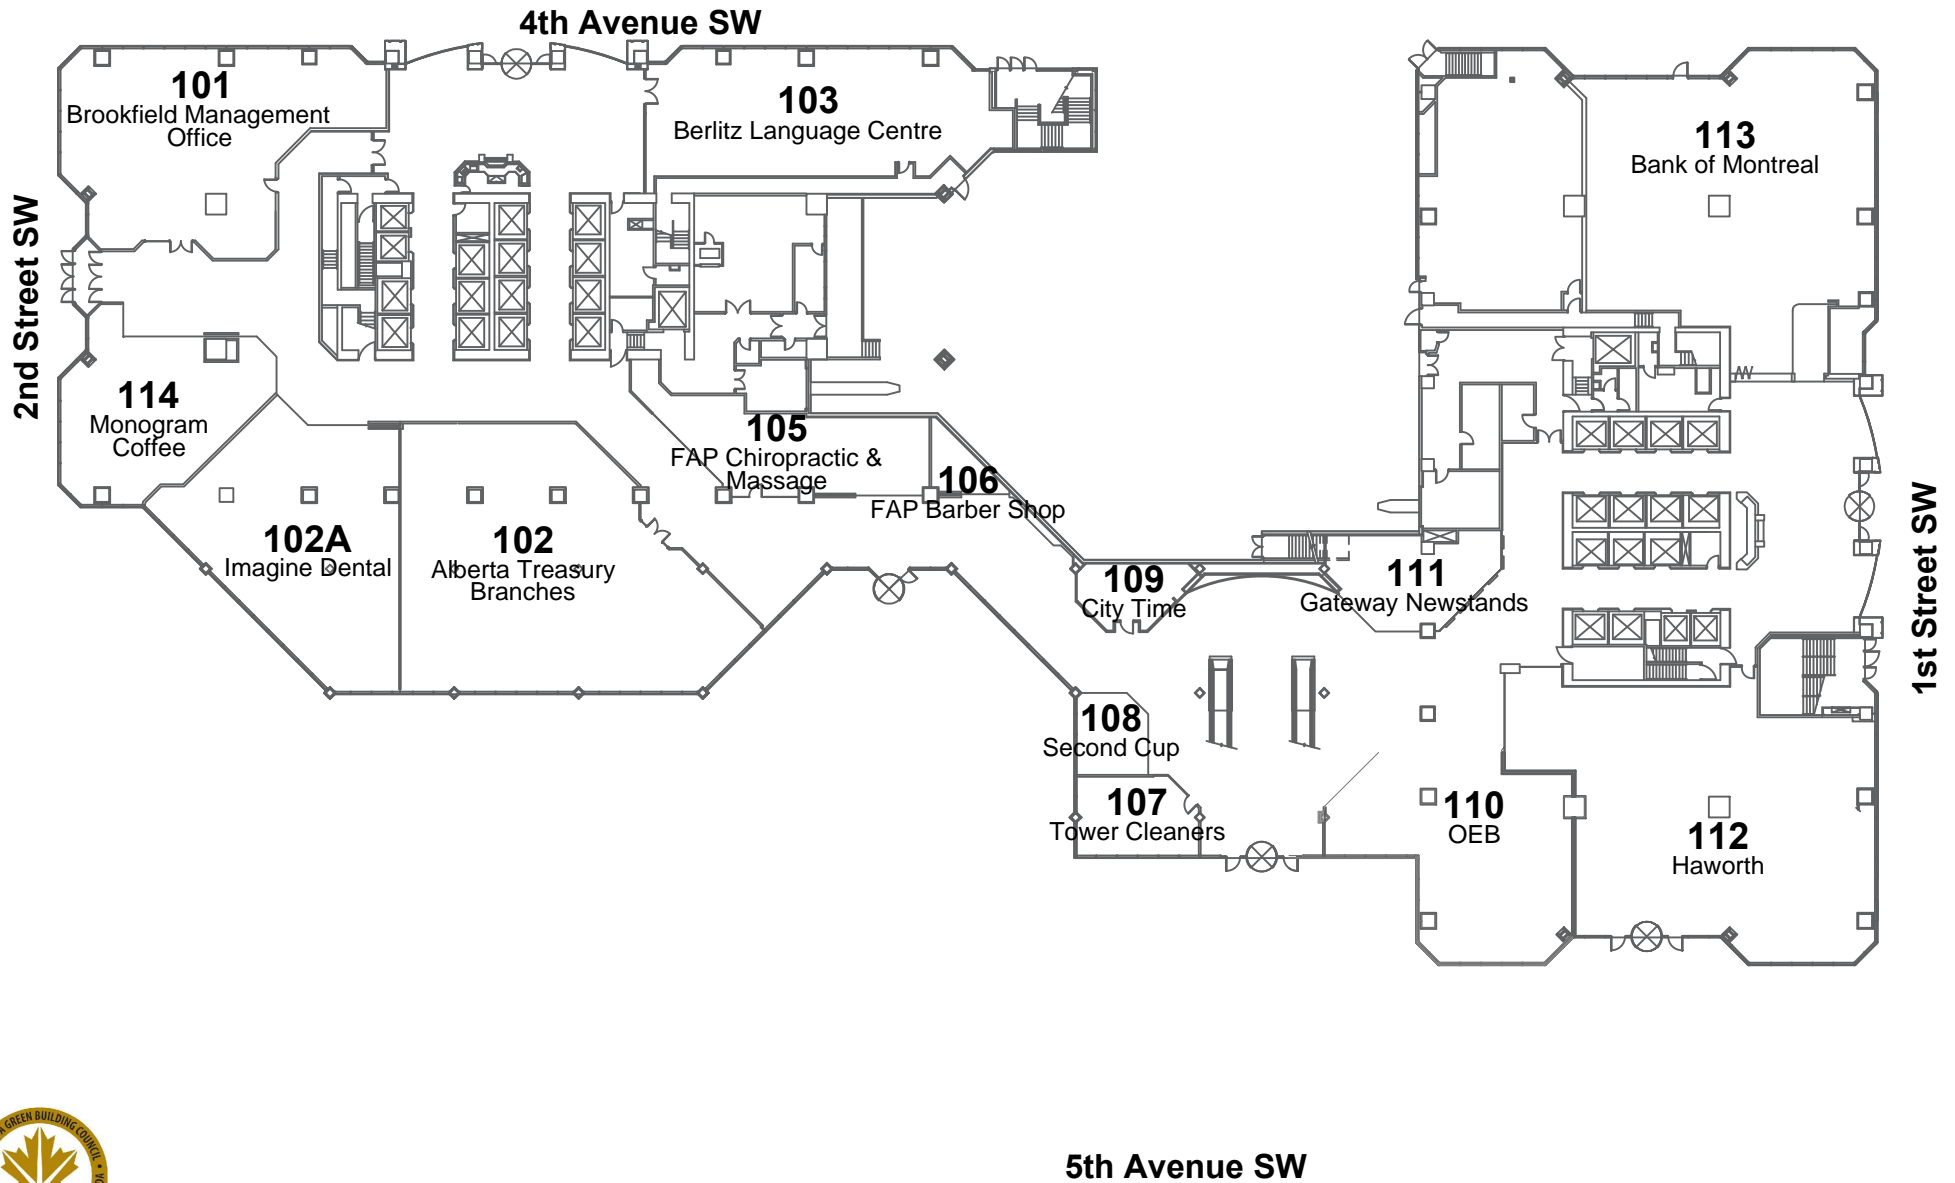 4th Avenue SW
101
Brookfield Management
Office
103
Berlitz Language Centre
113
Bank of Montreal
2nd Street SW
114
Monogram
Coffee
105
FAP Chiropractic &
Massage
106
FAP Barber Shop
102A
Imagine Dental
102
Alberta Treasury
Branches
109
City Time
111
Gateway Newstands
1st Street SW
108
Second Cup
107
Tower Cleaners
110
OEB
112
Haworth
GREEN BUILDING COUNCIL
5th Avenue SW